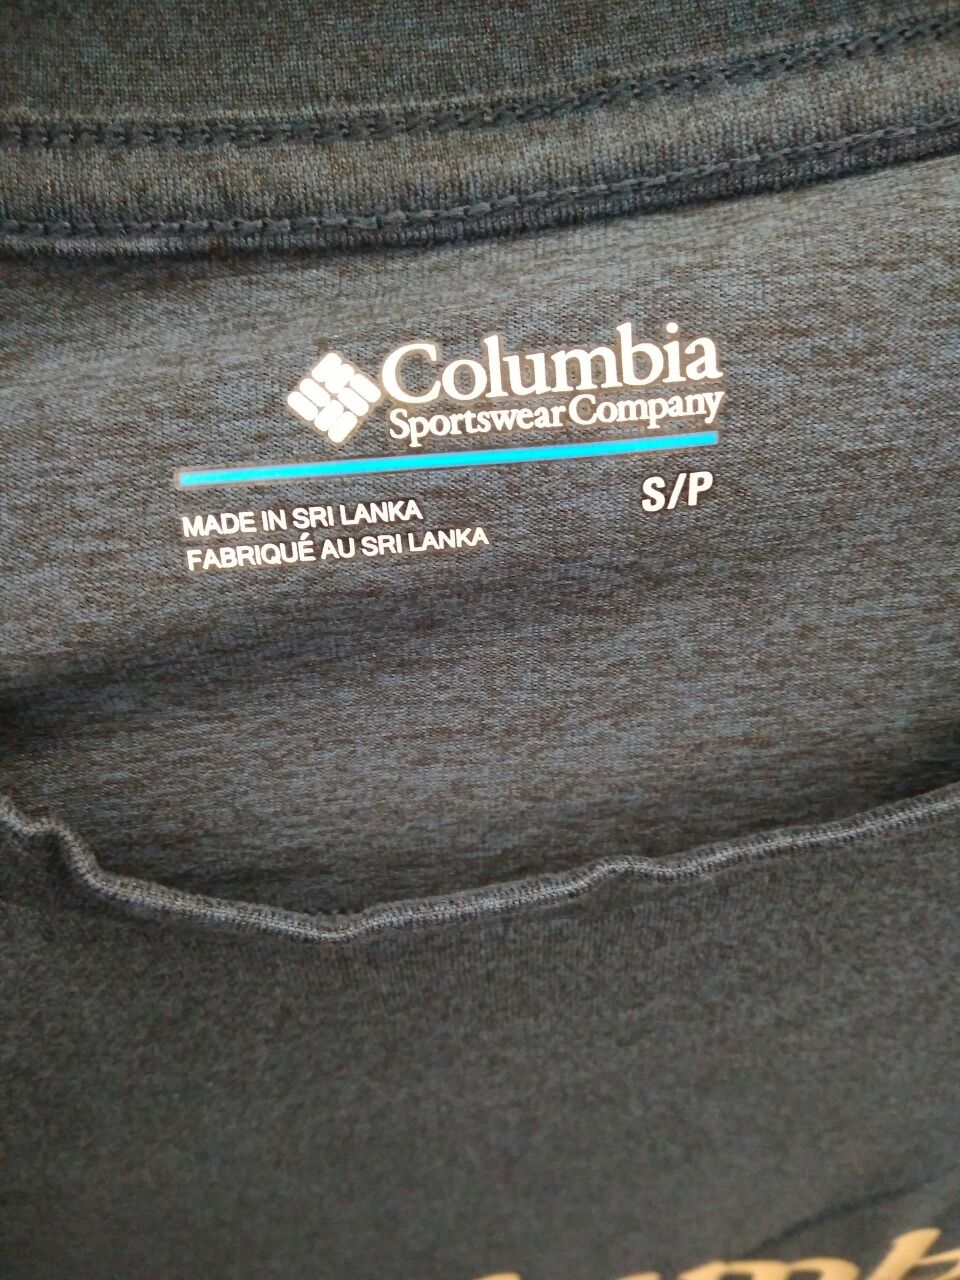 Columbia
Sportswear Company
S/P
MADE IN SRI LANKA
FABRIQUÉ AU SRI LANKA